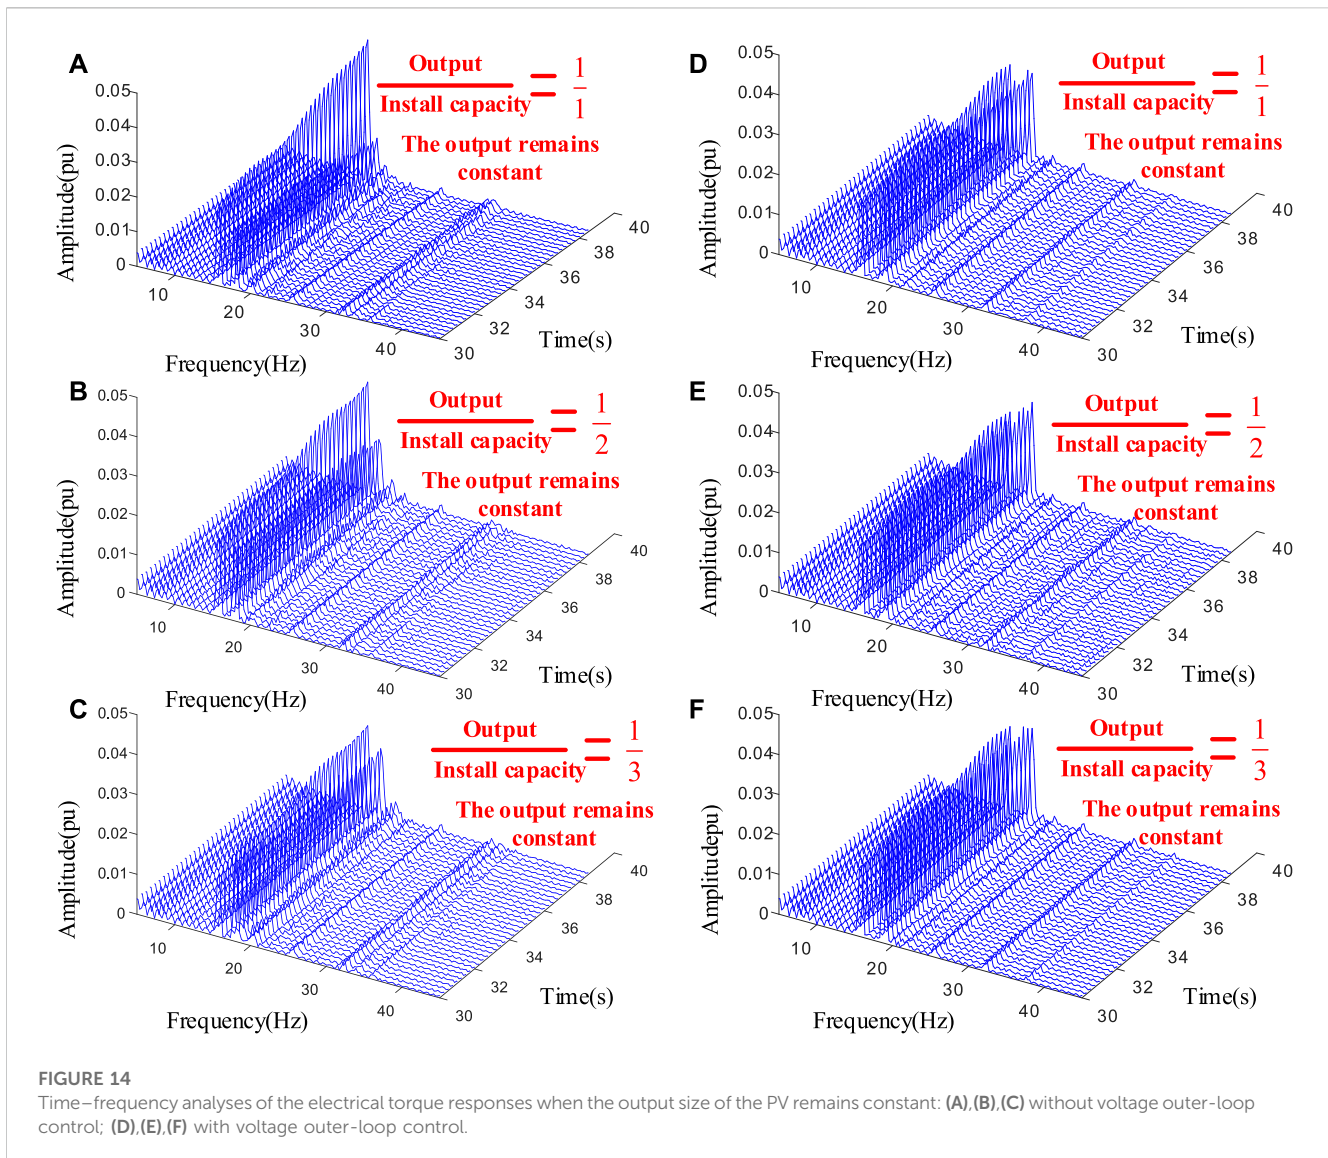 A
Output
Install capacity
= 1/1
The output remains
constant
0.05
0.04
0.03
0.02
0.01
0
Amplitude(pu)
10
20
30
40
Frequency(Hz)
30
32
34
36
38
40
Time(s)
D
Output
Install capacity
= 1/1
The output remains
constant
0.05
0.04
0.03
0.02
0.01
0
Amplitude(pu)
10
20
30
40
Frequency(Hz)
30
32
34
36
38
40
Time(s)
B
Output
Install capacity
= 1/2
The output remains
constant
0.05
0.04
0.03
0.02
0.01
0
Amplitude(pu)
10
20
30
40
Frequency(Hz)
30
32
34
36
38
40
Time(s)
E
Output
Install capacity
= 1/2
The output remains
constant
0.05
0.04
0.03
0.02
0.01
0
Amplitude(pu)
10
20
30
40
Frequency(Hz)
30
32
34
36
38
40
Time(s)
C
Output
Install capacity
= 1/3
The output remains
constant
0.05
0.04
0.03
0.02
0.01
0
Amplitude(pu)
10
20
30
40
Frequency(Hz)
30
32
34
36
38
40
Time(s)
F
Output
Install capacity
= 1/3
The output remains
constant
0.05
0.04
0.03
0.02
0.01
0
Amplitudepu)
10
20
30
40
Frequency(Hz)
30
32
34
36
38
40
Time(s)
FIGURE 14
Time–frequency analyses of the electrical torque responses when the output size of the PV remains constant: (A),(B),(C) without voltage outer-loop
control; (D),(E),(F) with voltage outer-loop control.